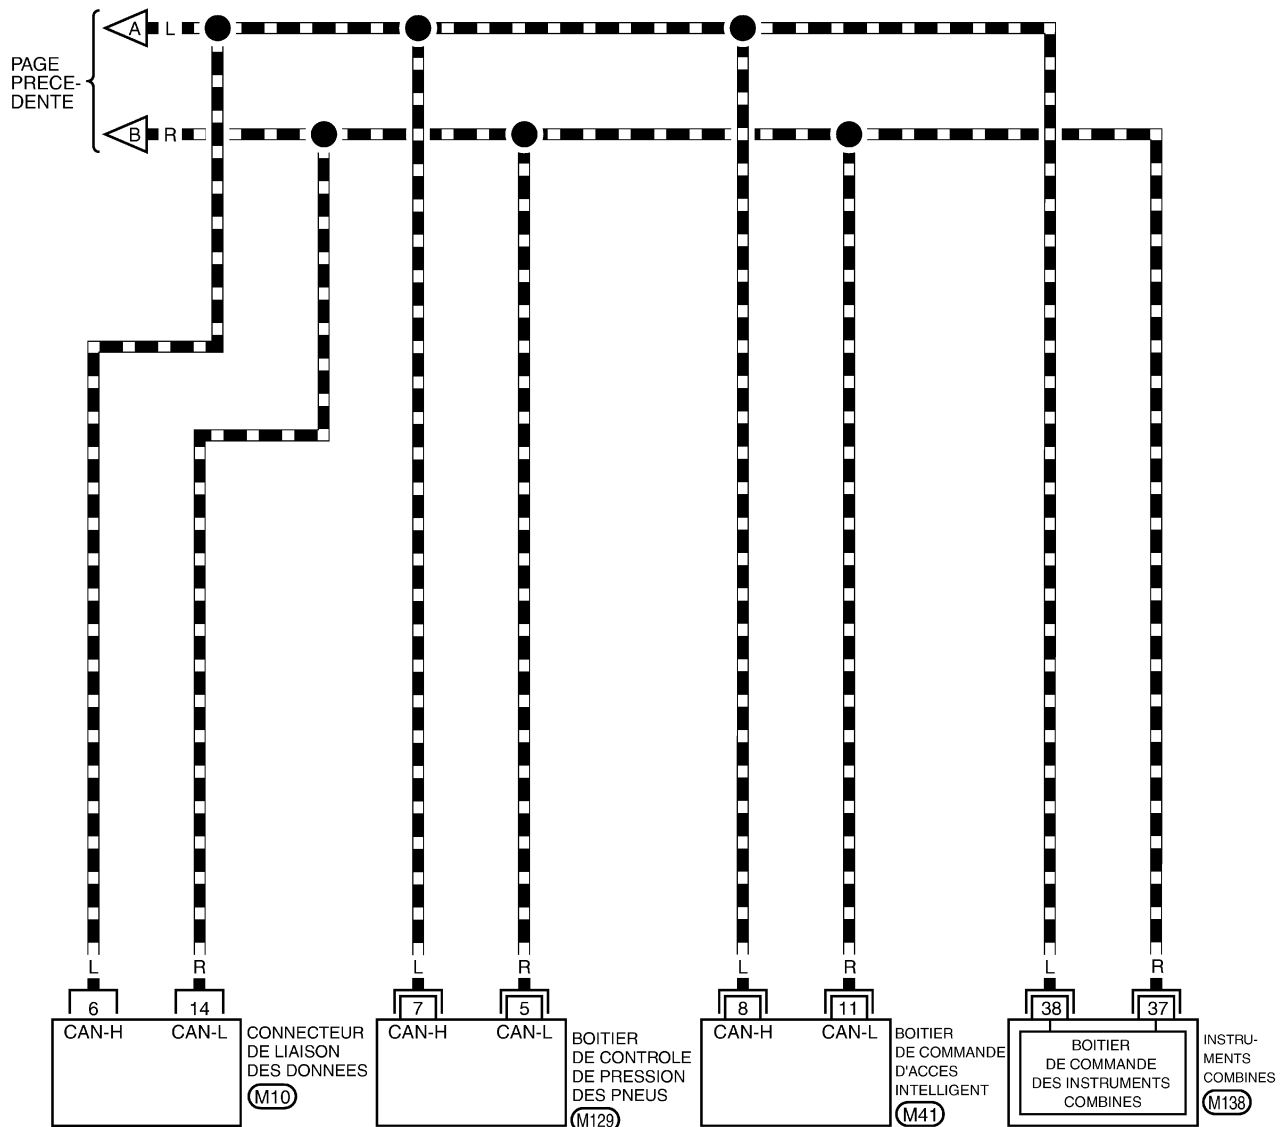 PAGE
PRECE-
DENTE
A L
B R
L R L R L R L R
6 14 7 5 8 11 38 37
CAN-H CAN-L
CONNECTEUR
DE LIAISON
DES DONNEES
M10
CAN-H CAN-L
BOITIER
DE CONTROLE
DE PRESSION
DES PNEUS
M129
CAN-H CAN-L
BOITIER
DE COMMANDE
D'ACCES
INTELLIGENT
M41
BOITIER
DE COMMANDE
DES INSTRUMENTS
COMBINES
INSTRU-
MENTS
COMBINES
M138